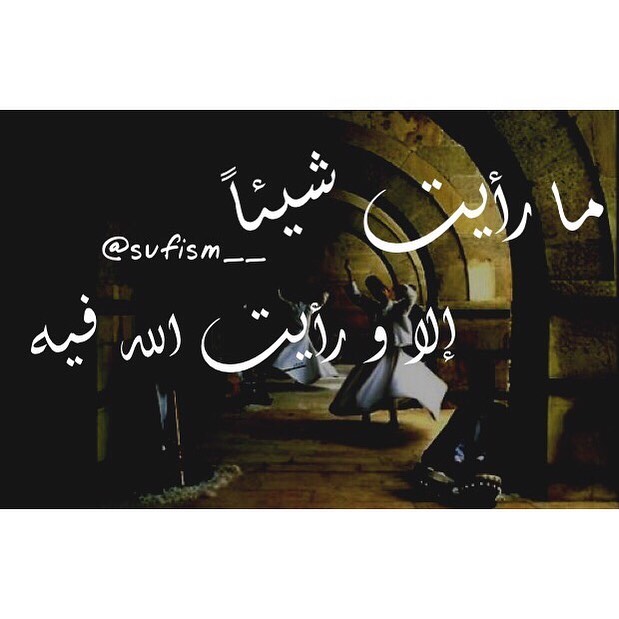 ما رأيت شيئاً
@sufism__
إلا و رأيت الله فيه